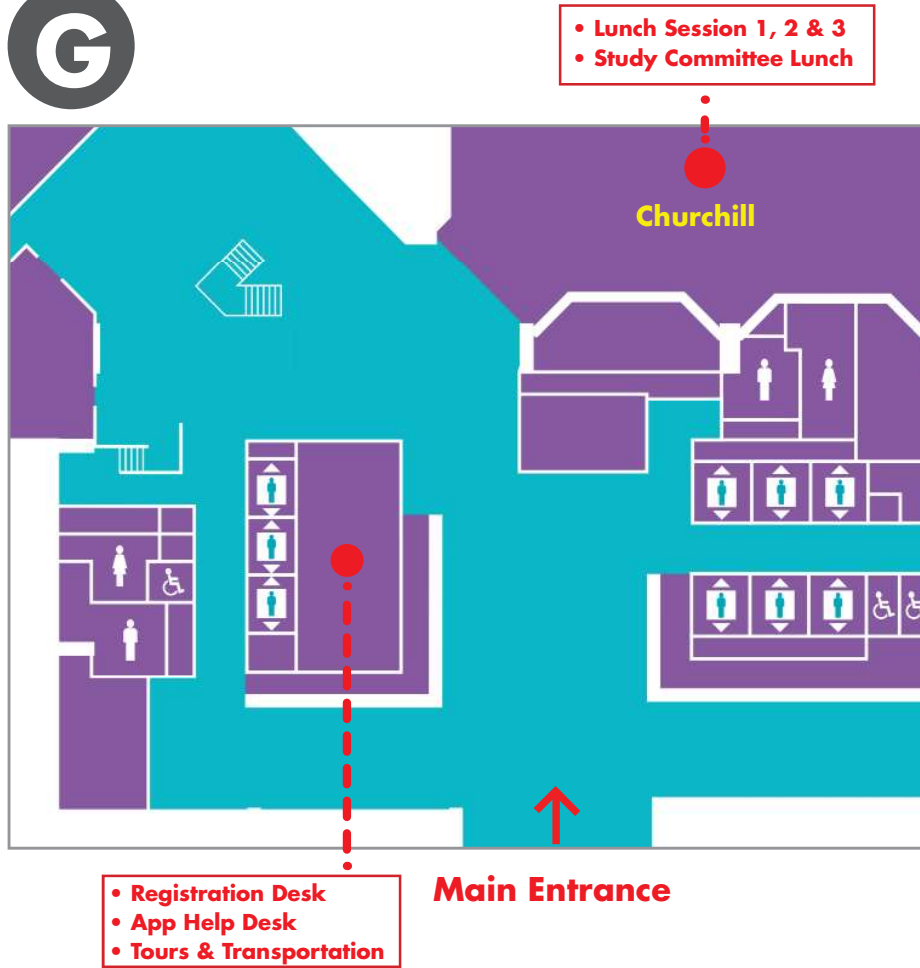 G
• Lunch Session 1, 2 & 3
• Study Committee Lunch
Churchill
Main Entrance
• Registration Desk
• App Help Desk
• Tours & Transportation